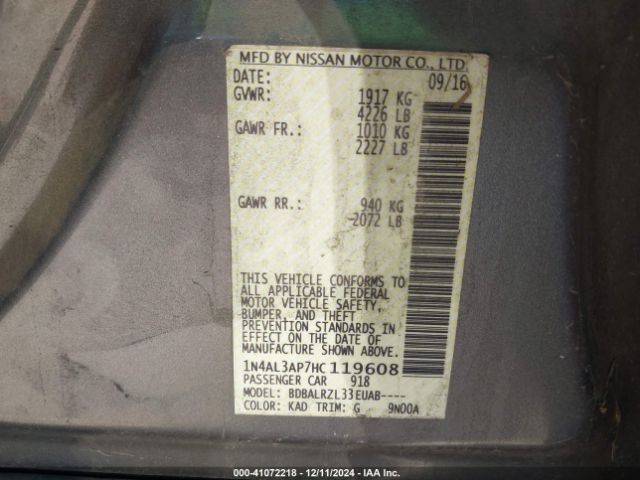 MFD BY NISSAN MOTOR CO., LTD.
DATE: 09/16
GVWR: 1917 KG
4226 LB
GAWR FR.: 1010 KG
2227 LB
GAWR RR.: 940 KG
2072 LB
THIS VEHICLE CONFORMS TO
ALL APPLICABLE FEDERAL
MOTOR VEHICLE SAFETY,
BUMPER, AND THEFT
PREVENTION STANDARDS IN
EFFECT ON THE DATE OF
MANUFACTURE SHOWN ABOVE.
1N4AL3AP7HC119608
PASSENGER CAR 918
MODEL: BDBALRZL33EUAB----
COLOR: KAD TRIM: G 9N00A
000-41072218 - 12/11/2024 - IAA Inc.